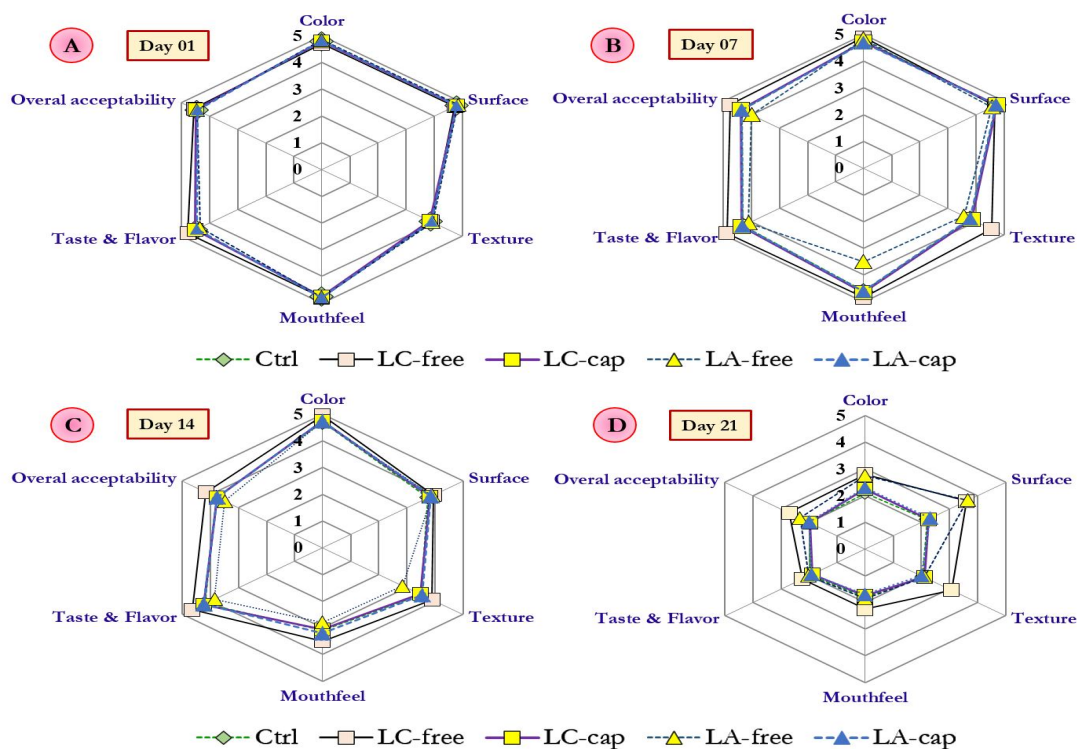 A
Day 01
Color
5
4
3
2
1
0
Surface
Texture
Mouthfeel
Taste & Flavor
Overal acceptability
B
Day 07
Color
5
4
3
2
1
0
Surface
Texture
Mouthfeel
Taste & Flavor
Overal acceptability
Ctrl LC-free LC-cap LA-free LA-cap
C
Day 14
Color
5
4
3
2
1
0
Surface
Texture
Mouthfeel
Taste & Flavor
Overal acceptability
D
Day 21
Color
5
4
3
2
1
0
Surface
Texture
Mouthfeel
Taste & Flavor
Overal acceptability
Ctrl LC-free LC-cap LA-free LA-cap